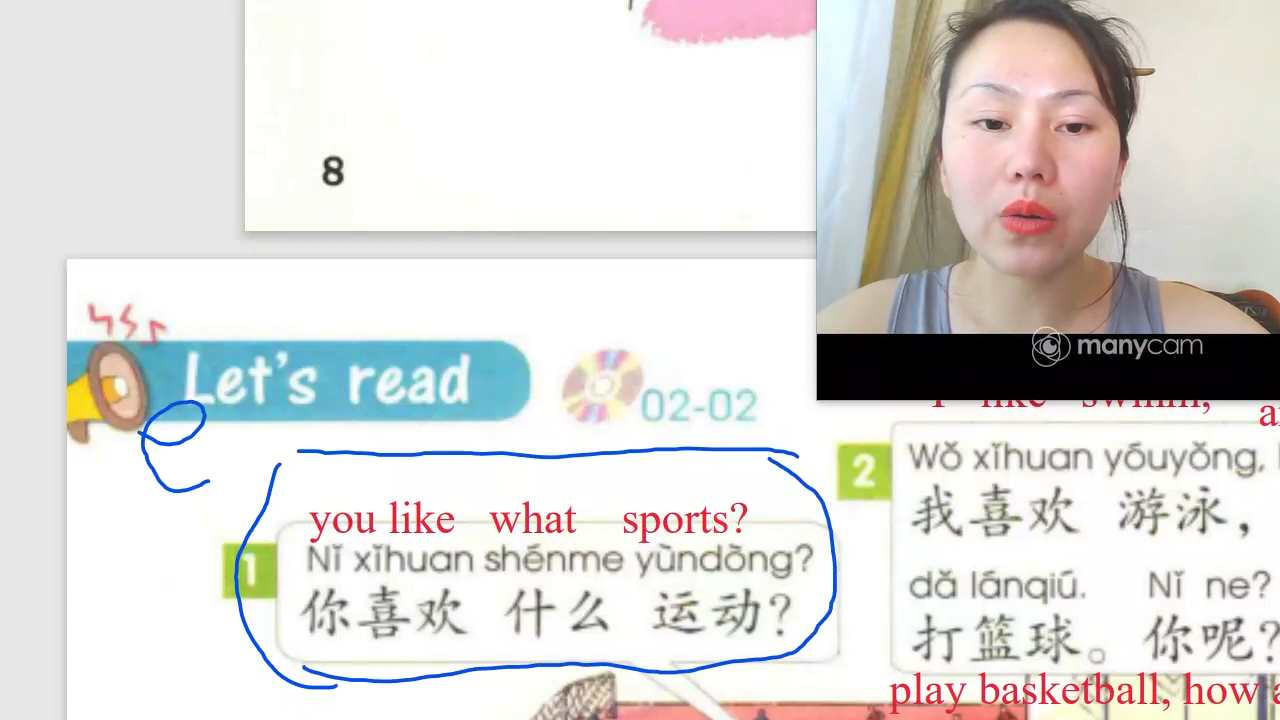 8
manycam
Let's read
02-02
like
you like what sports?
1
Nǐ xǐhuan shénme yùndòng?
你喜欢 什么 运动?
2
Wǒ xǐhuan yóuyǒng,
我喜欢 游泳,
dǎ lánqiú. Nǐ ne?
打篮球。你呢?
play basketball, how